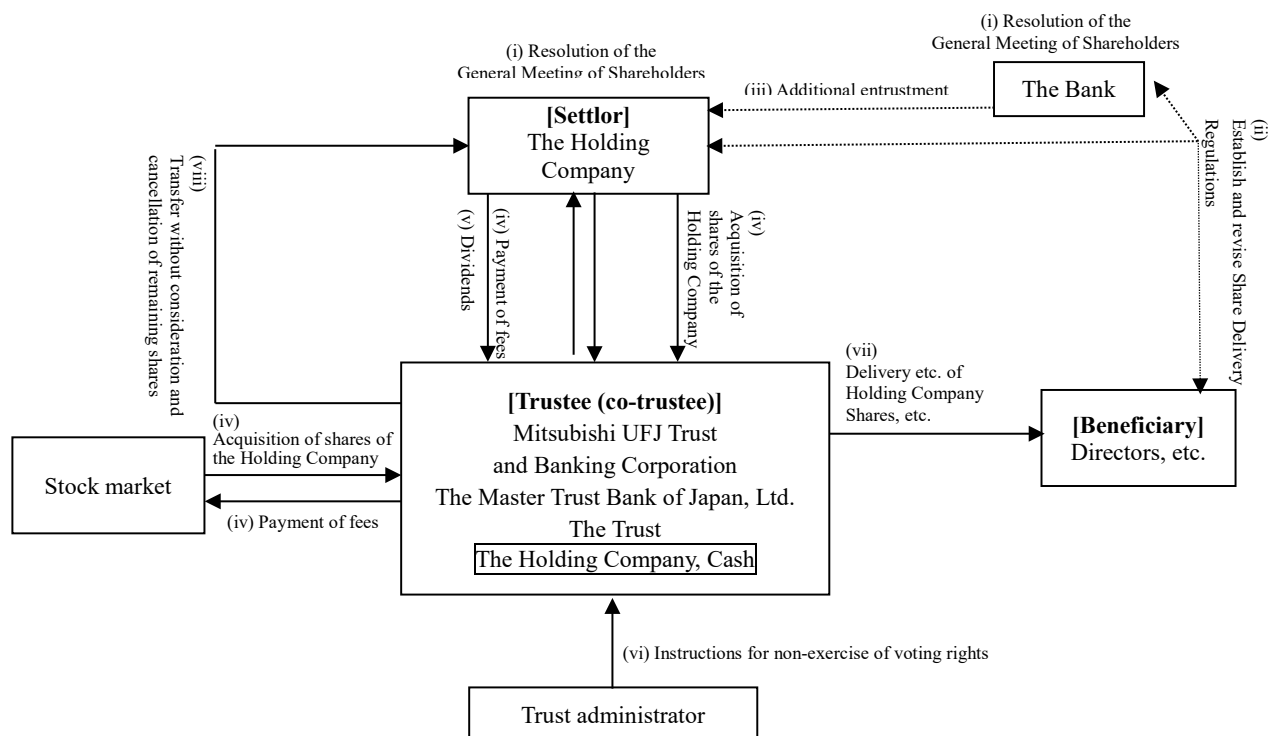 (i) Resolution of the
General Meeting of Shareholders
(i) Resolution of the
General Meeting of Shareholders
(iii) Additional entrustment
The Bank
[Settlor]
The Holding
Company
(ii)
Establish and revise Share Delivery
Regulations
(viii)
Transfer without consideration and
cancellation of remaining shares
(v) Dividends
(iv) Payment of fees
(iv)
Acquisition of
shares of the
Holding Company
(vii)
Delivery etc. of
Holding Company
Shares, etc.
[Trustee (co-trustee)]
Mitsubishi UFJ Trust
and Banking Corporation
The Master Trust Bank of Japan, Ltd.
The Trust
The Holding Company, Cash
[Beneficiary]
Directors, etc.
Stock market
(iv)
Acquisition of shares of
the Holding Company
(iv) Payment of fees
(vi) Instructions for non-exercise of voting rights
Trust administrator